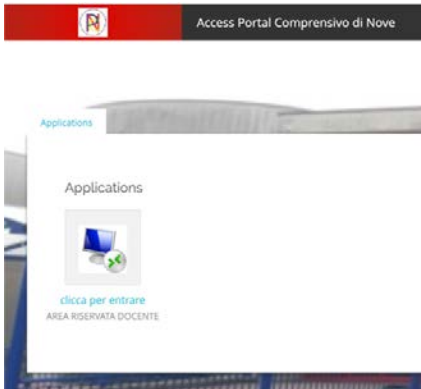 Access Portal Comprensivo di Nove
Applications
Applications
clicca per entrare
AREA RISERVATA DOCENTE